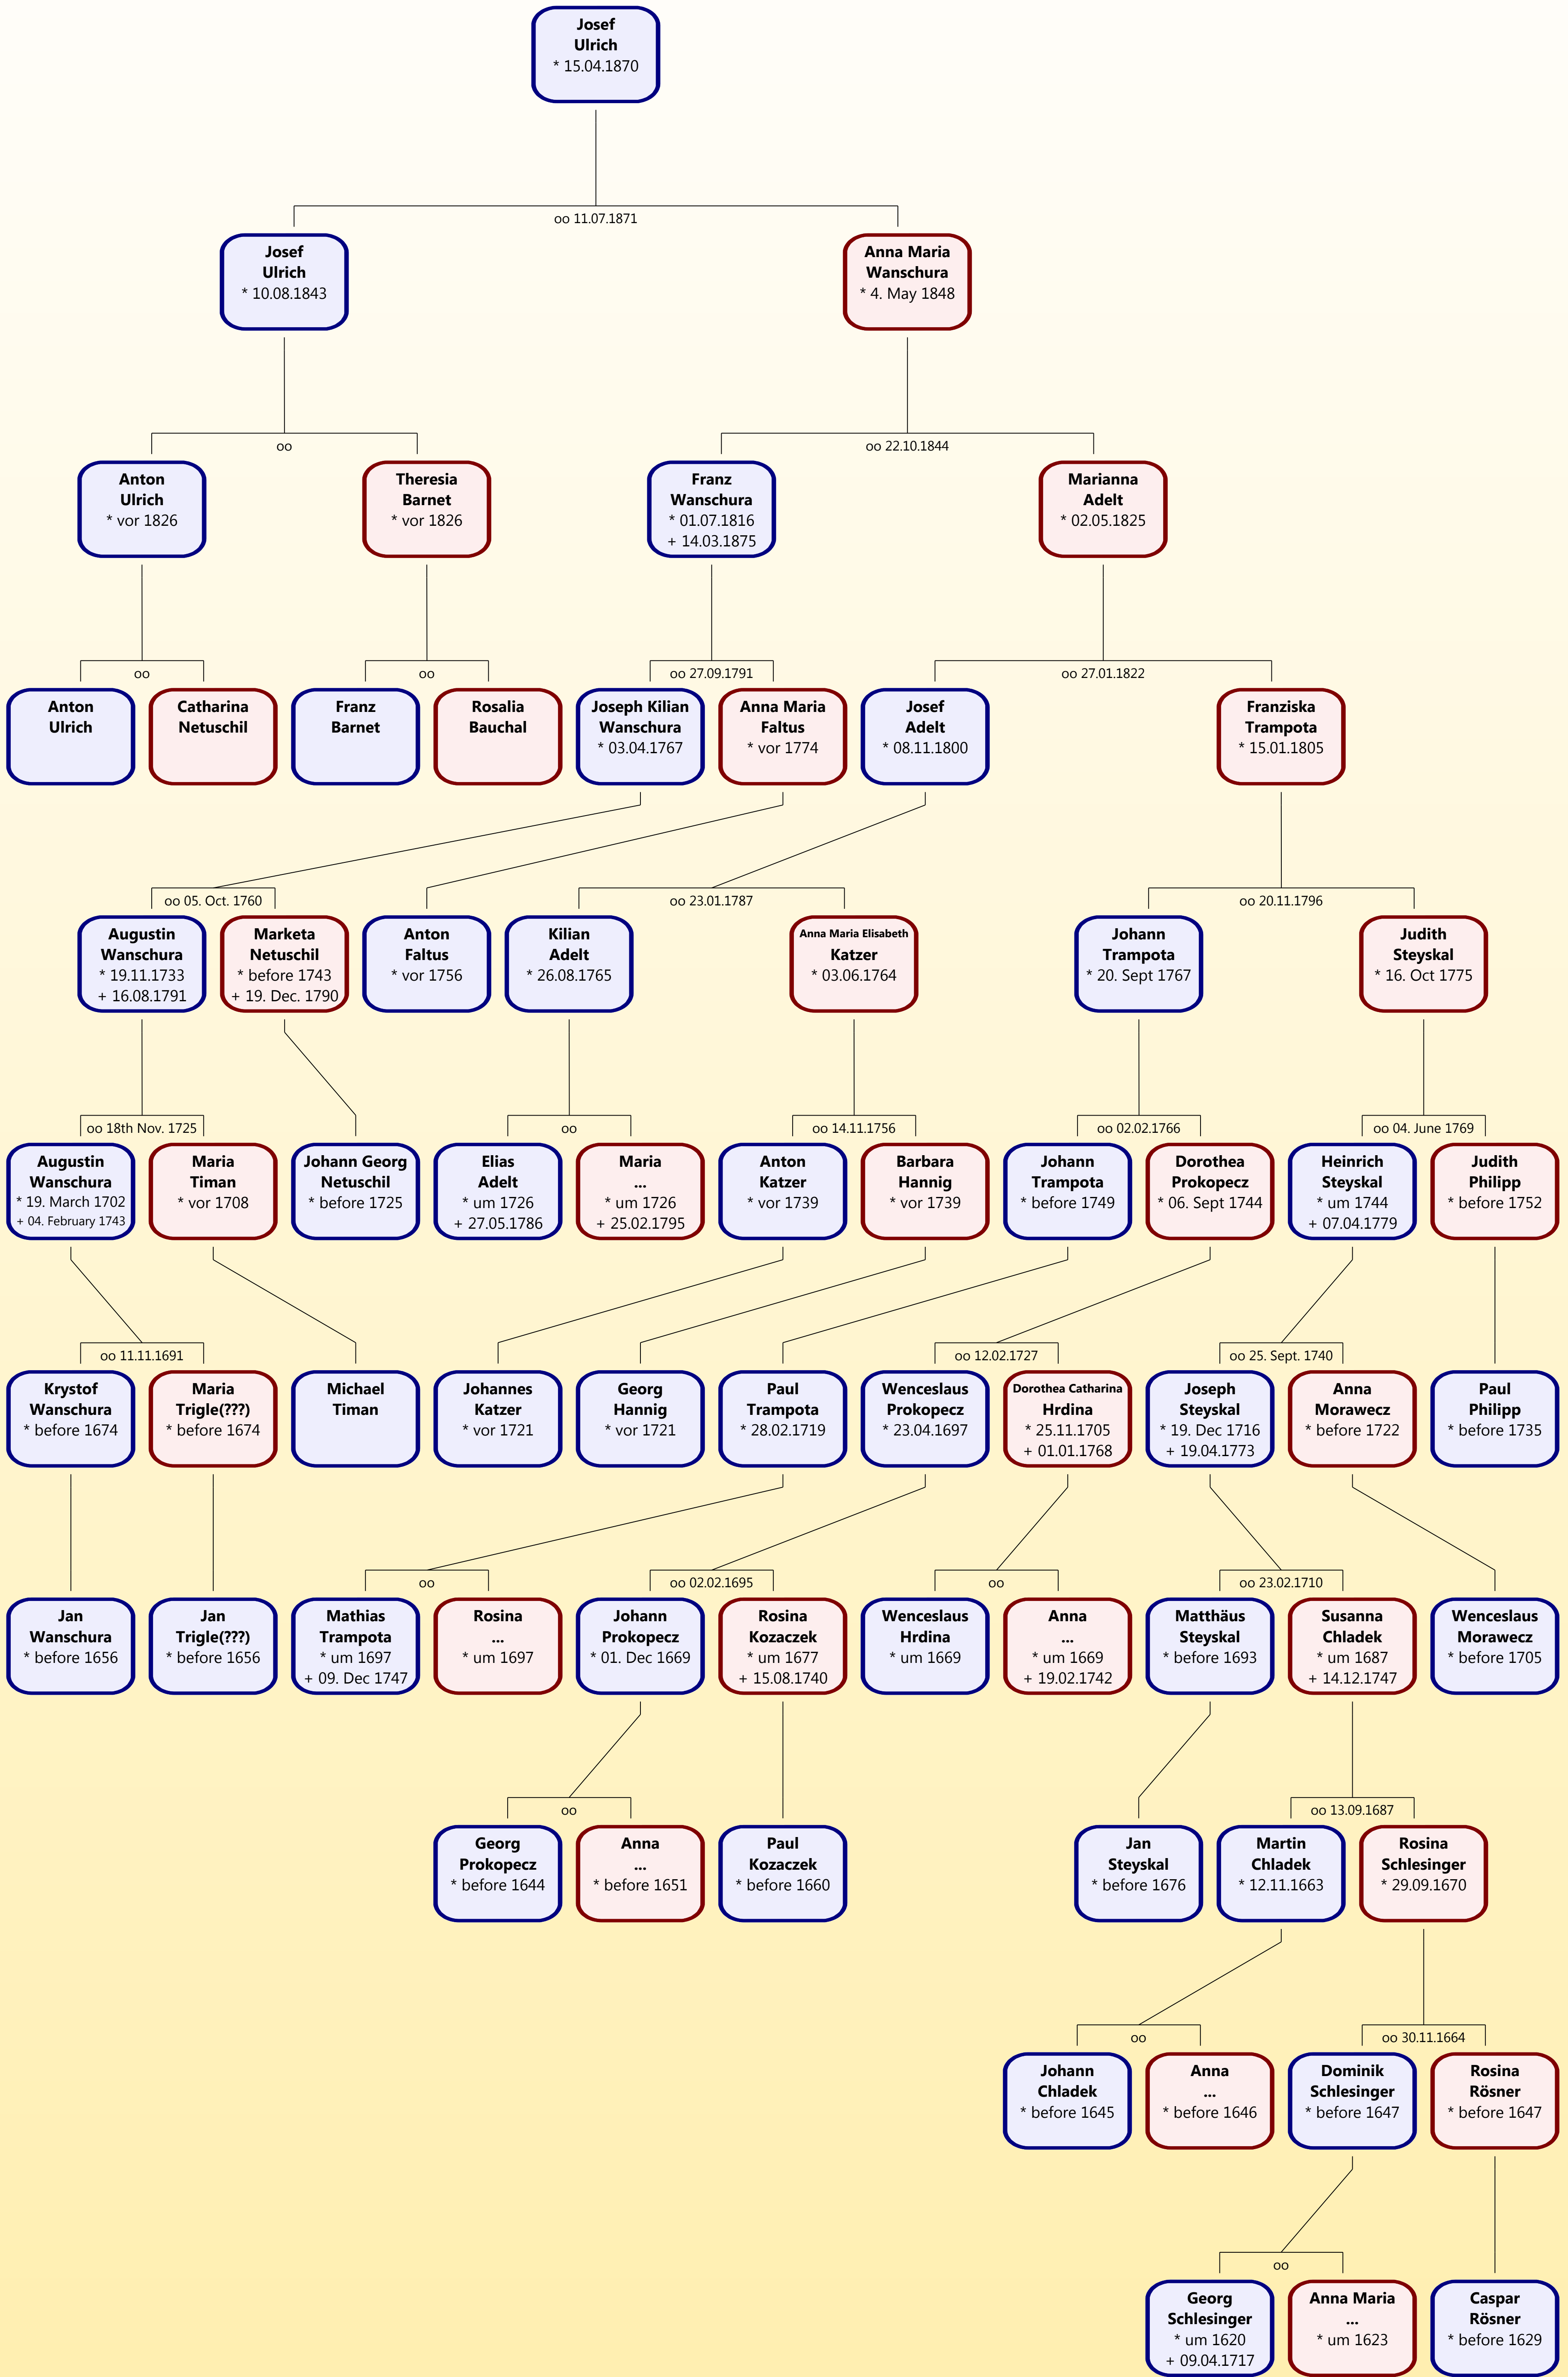 Josef
Ulrich
* 15.04.1870
oo 11.07.1871
Josef
Ulrich
* 10.08.1843
Anna Maria
Wanschura
* 4. May 1848
oo
oo 22.10.1844
Anton
Ulrich
* vor 1826
Theresia
Barnet
* vor 1826
Franz
Wanschura
* 01.07.1816
+ 14.03.1875
Marianna
Adelt
* 02.05.1825
oo
oo
oo 27.09.1791
oo 27.01.1822
Anton
Ulrich
Catharina
Netuschil
Franz
Barnet
Rosalia
Bauchal
Joseph Kilian
Wanschura
* 03.04.1767
Anna Maria
Faltus
* vor 1774
Josef
Adelt
* 08.11.1800
Franziska
Trampota
* 15.01.1805
oo 05. Oct. 1760
oo 23.01.1787
oo 20.11.1796
Augustin
Wanschura
* 19.11.1733
+ 16.08.1791
Marketa
Netuschil
* before 1743
+ 19. Dec. 1790
Anton
Faltus
* vor 1756
Kilian
Adelt
* 26.08.1765
Anna Maria Elisabeth
Katzer
* 03.06.1764
Johann
Trampota
* 20. Sept 1767
Judith
Steyskal
* 16. Oct 1775
oo 18th Nov. 1725
oo
oo 14.11.1756
oo 02.02.1766
oo 04. June 1769
Augustin
Wanschura
* 19. March 1702
+ 04. February 1743
Maria
Timan
* vor 1708
Johann Georg
Netuschil
* before 1725
Elias
Adelt
* um 1726
+ 27.05.1786
Maria
...
* um 1726
+ 25.02.1795
Anton
Katzer
* vor 1739
Barbara
Hannig
* vor 1739
Johann
Trampota
* before 1749
Dorothea
Prokopecz
* 06. Sept 1744
Heinrich
Steyskal
* um 1744
+ 07.04.1779
Judith
Philipp
* before 1752
oo 11.11.1691
oo 12.02.1727
oo 25. Sept. 1740
Krystof
Wanschura
* before 1674
Maria
Trigle(???)
* before 1674
Michael
Timan
Johannes
Katzer
* vor 1721
Georg
Hannig
* vor 1721
Paul
Trampota
* 28.02.1719
Wenceslaus
Prokopecz
* 23.04.1697
Dorothea Catharina
Hrdina
* 25.11.1705
+ 01.01.1768
Joseph
Steyskal
* 19. Dec 1716
+ 19.04.1773
Anna
Morawecz
* before 1722
Paul
Philipp
* before 1735
oo
oo 02.02.1695
oo
oo 23.02.1710
Jan
Wanschura
* before 1656
Jan
Trigle(???)
* before 1656
Mathias
Trampota
* um 1697
+ 09. Dec 1747
Rosina
...
* um 1697
Johann
Prokopecz
* 01. Dec 1669
Rosina
Kozaczek
* um 1677
+ 15.08.1740
Wenceslaus
Hrdina
* um 1669
Anna
...
* um 1669
+ 19.02.1742
Matthäus
Steyskal
* before 1693
Susanna
Chladek
* um 1687
+ 14.12.1747
Wenceslaus
Morawecz
* before 1705
oo
oo 13.09.1687
Georg
Prokopecz
* before 1644
Anna
...
* before 1651
Paul
Kozaczek
* before 1660
Jan
Steyskal
* before 1676
Martin
Chladek
* 12.11.1663
Rosina
Schlesinger
* 29.09.1670
oo
oo 30.11.1664
Johann
Chladek
* before 1645
Anna
...
* before 1646
Dominik
Schlesinger
* before 1647
Rosina
Rösner
* before 1647
oo
Georg
Schlesinger
* um 1620
+ 09.04.1717
Anna Maria
...
* um 1623
Caspar
Rösner
* before 1629